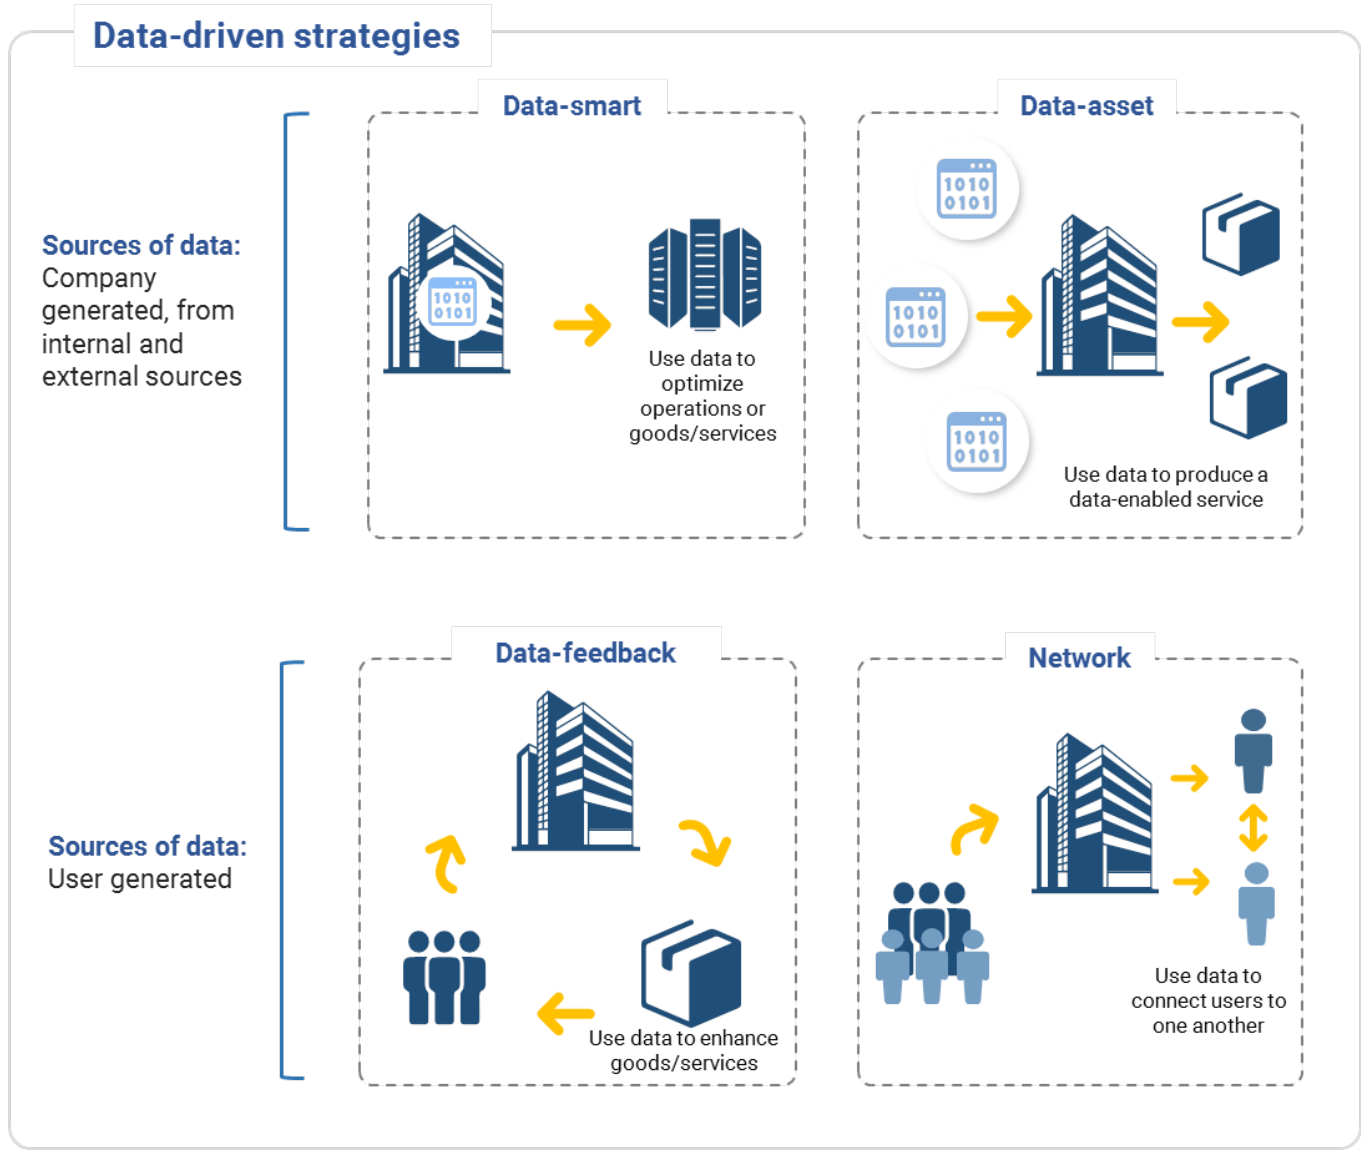 Data-driven strategies
Data-smart
Data-asset
Sources of data:
Company
generated, from
internal and
external sources
1010
0101
Use data to
optimize
operations or
goods/services
1010
0101
1010
0101
1010
0101
Use data to produce a
data-enabled service
Data-feedback
Network
Sources of data:
User generated
Use data to enhance
goods/services
Use data to
connect users to
one another